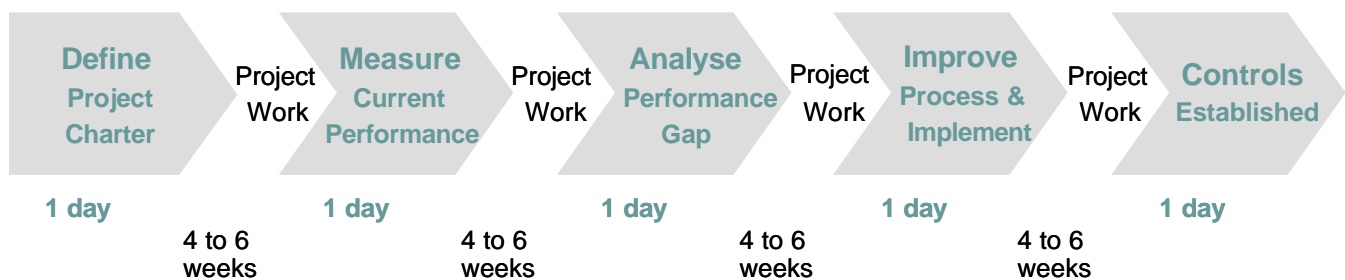 Define
Project
Charter
Project
Work
Measure
Current
Performance
Project
Work
Analyse
Performance
Gap
Project
Work
Improve
Process &
Implement
Project
Work
Controls
Established
1 day
4 to 6
weeks
1 day
4 to 6
weeks
1 day
4 to 6
weeks
1 day
4 to 6
weeks
1 day